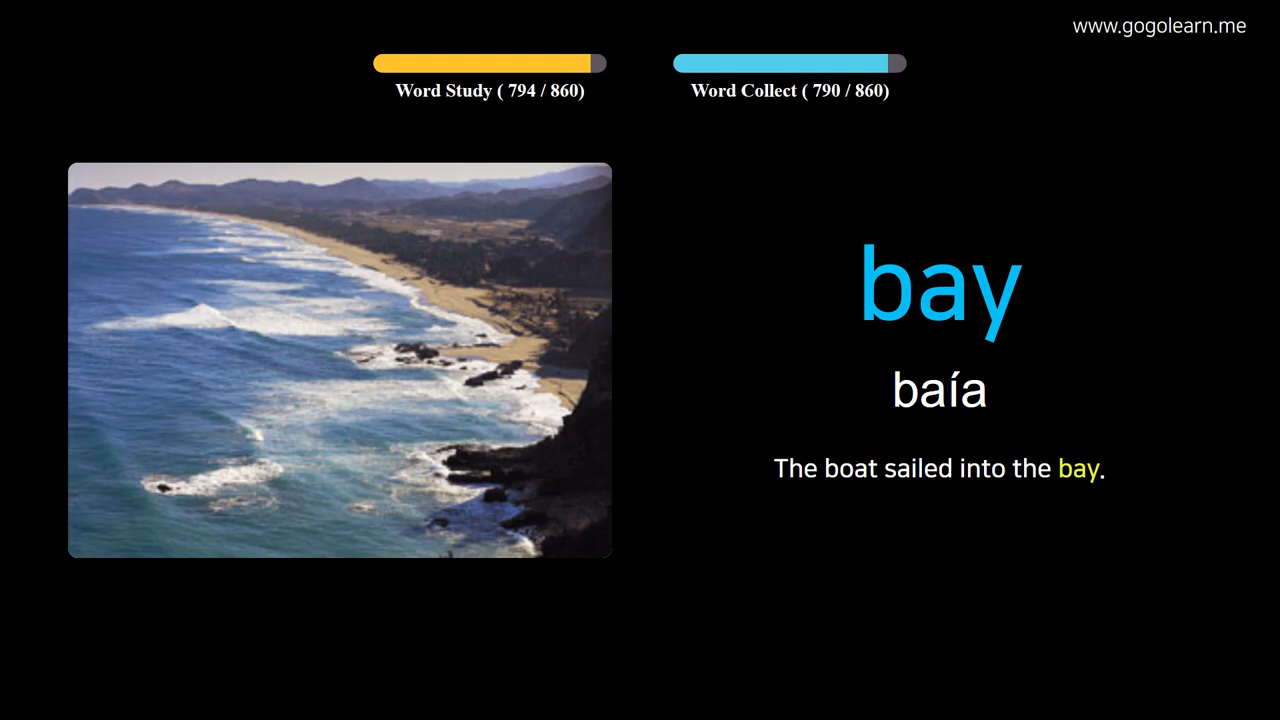 www.gogolearn.me
Word Study ( 794 / 860)
Word Collect ( 790 / 860)
bay
baía
The boat sailed into the bay.